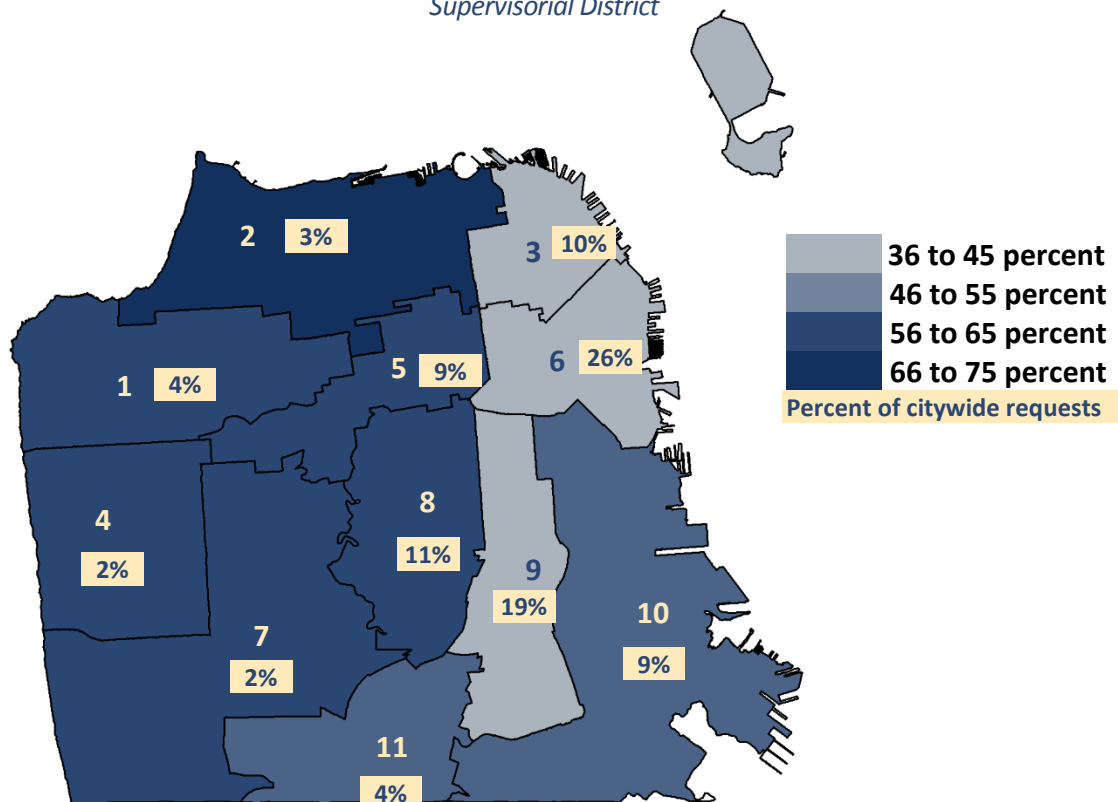 Supervisorial District
2 3%
3 10%
36 to 45 percent
46 to 55 percent
56 to 65 percent
66 to 75 percent
Percent of citywide requests
1 4%
5 9%
6 26%
4
2%
8
11%
9
19%
10
9%
7
2%
11
4%